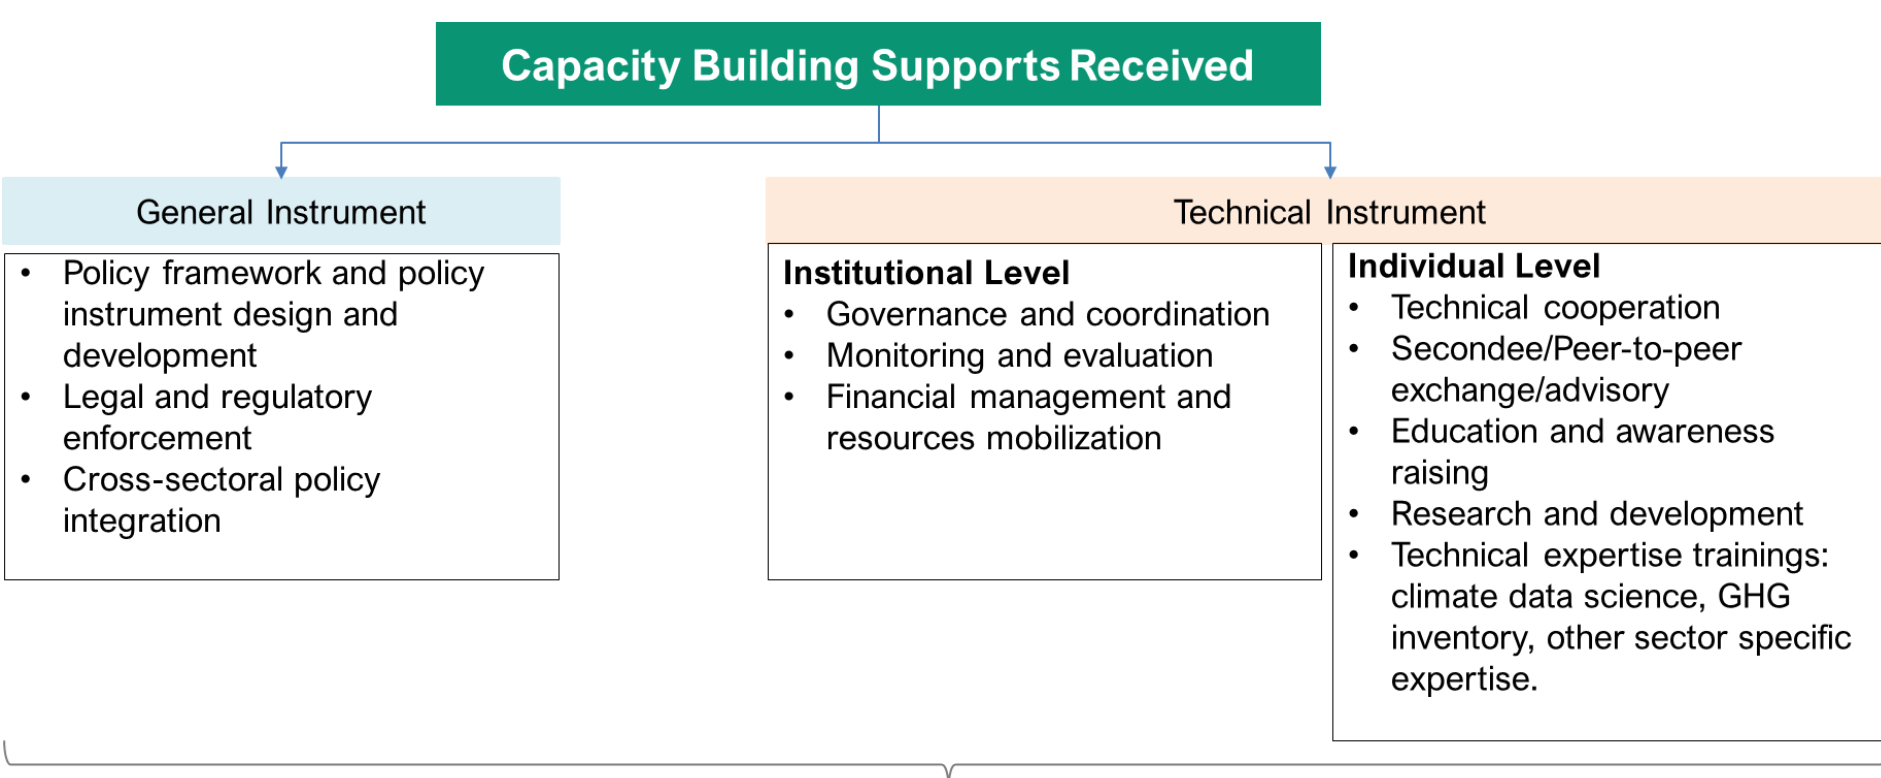 Capacity Building Supports Received
General Instrument
• Policy framework and policy
instrument design and
development
• Legal and regulatory
enforcement
• Cross-sectoral policy
integration
Technical Instrument
Institutional Level
• Governance and coordination
• Monitoring and evaluation
• Financial management and
resources mobilization
Individual Level
• Technical cooperation
• Secondee/Peer-to-peer
exchange/advisory
• Education and awareness
raising
• Research and development
• Technical expertise trainings:
climate data science, GHG
inventory, other sector specific
expertise.